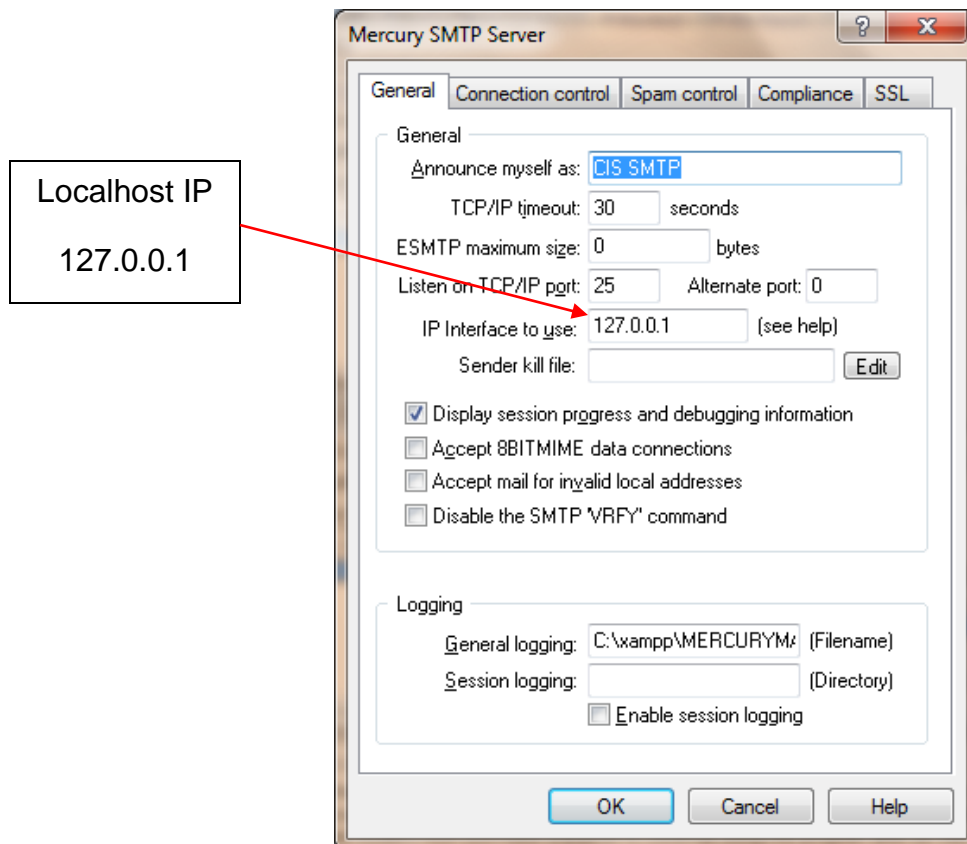 Mercury SMTP Server
General Connection control Spam control Compliance SSL
General
Announce myself as: CIS SMTP
TCP/IP timeout: 30 seconds
ESMTP maximum size: 0 bytes
Listen on TCP/IP port: 25 Alternate port: 0
IP Interface to use: 127.0.0.1 (see help)
Sender kill file: Edit
Display session progress and debugging information
Accept 8BITMIME data connections
Accept mail for invalid local addresses
Disable the SMTP 'VRFY" command
Logging
General logging: C:\xampp\MERCURYMA (Filename)
Session logging: (Directory)
Enable session logging
OK Cancel Help
Localhost IP
127.0.0.1